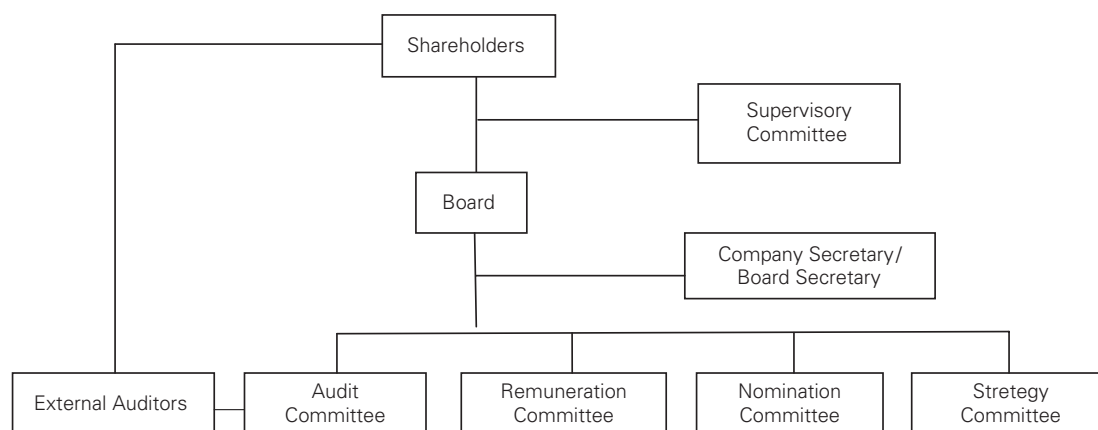 Shareholders
Supervisory
Committee
Board
Company Secretary/
Board Secretary
External Auditors
Audit
Committee
Remuneration
Committee
Nomination
Committee
Stretegy
Committee